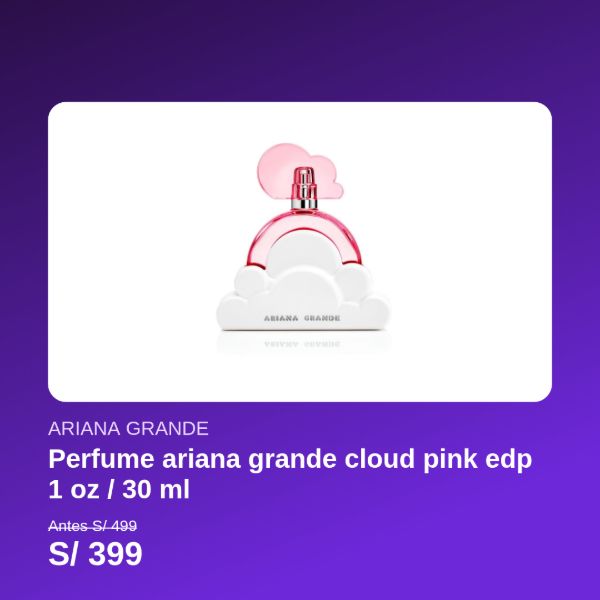 ARIANA GRANDE
ARIANA GRANDE
Perfume ariana grande cloud pink edp
1 oz / 30 ml
Antes S/ 499
S/ 399